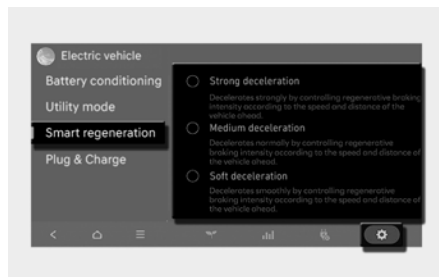 Electric vehicle
Battery conditioning
Utility mode
Smart regeneration
Plug & Charge
Strong deceleration
Decelerates strongly by controlling regenerative braking
intensity according to the speed and distance of the
vehicle ahead.
Medium deceleration
Decelerates normally by controlling regenerative
braking intensity according to the speed and distance of
the vehicle ahead.
Soft deceleration
Decelerates smoothly by controlling regenerative
braking intensity according to the speed and distance of
the vehicle ahead.